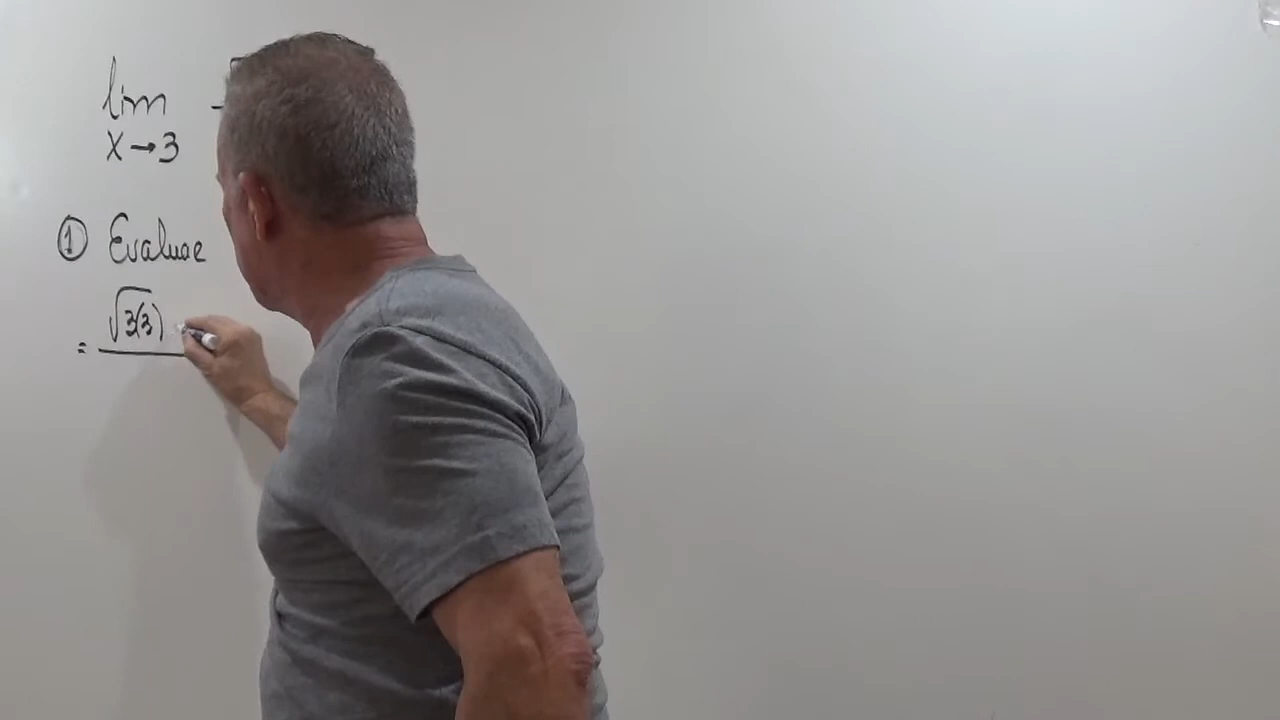 lim
x→3
① Evaluae
= √3(3)